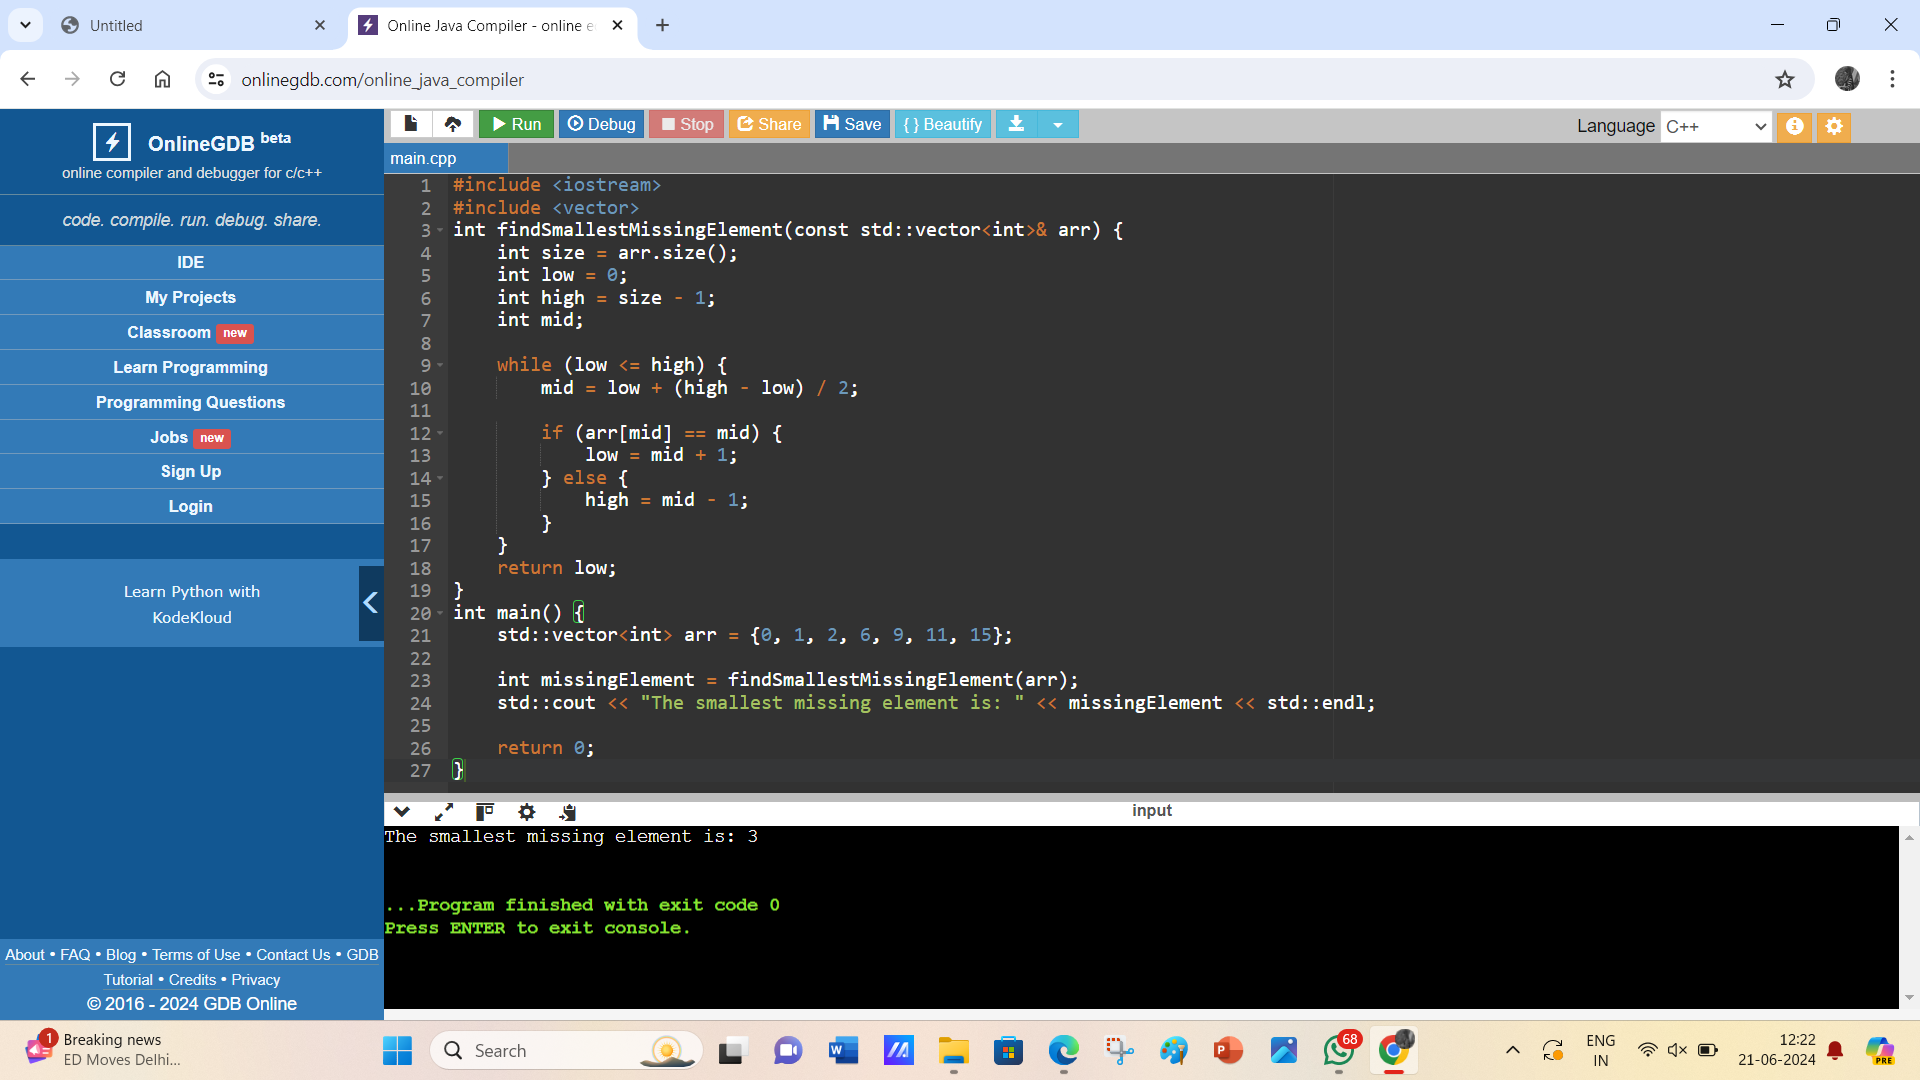 Untitled
Online Java Compiler - online e
onlinegdb.com/online_java_compiler
OnlineGDB beta
online compiler and debugger for c/c++
code. compile. run. debug. share.
IDE
My Projects
Classroom new
Learn Programming
Programming Questions
Jobs new
Sign Up
Login
Learn Python with
KodeKloud
About • FAQ • Blog • Terms of Use • Contact Us • GDB
Tutorial • Credits • Privacy
© 2016 - 2024 GDB Online
Run Debug Stop Share Save { } Beautify
Language C++
main.cpp
1 #include <iostream>
2 #include <vector>
3 int findSmallestMissingElement(const std::vector<int>& arr) {
4     int size = arr.size();
5     int low = 0;
6     int high = size - 1;
7     int mid;
8
9     while (low <= high) {
10         mid = low + (high - low) / 2;
11
12         if (arr[mid] == mid) {
13             low = mid + 1;
14         } else {
15             high = mid - 1;
16         }
17     }
18     return low;
19 }
20 int main() {
21     std::vector<int> arr = {0, 1, 2, 6, 9, 11, 15};
22
23     int missingElement = findSmallestMissingElement(arr);
24     std::cout << "The smallest missing element is: " << missingElement << std::endl;
25
26     return 0;
27 }
input
The smallest missing element is: 3
...Program finished with exit code 0
Press ENTER to exit console.
1
Breaking news
ED Moves Delhi...
Search
W
P
68
ENG
IN
12:22
21-06-2024
PRE